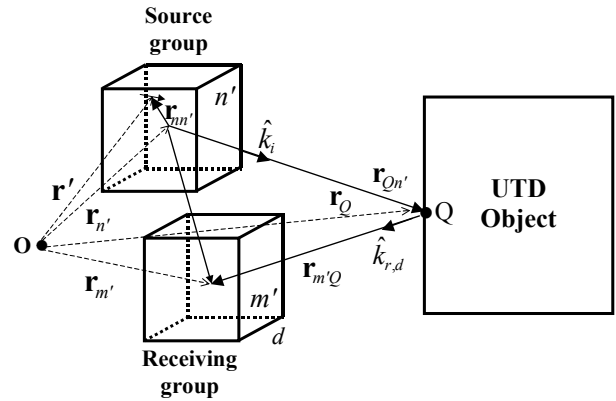 Source
group
n′
r_nn′
k̂_i
r′
r_n′
r_Q
r_Qn′
UTD
Object
Q
O
k̂_r,d
r_m′
r_m′Q
m′
d
Receiving
group